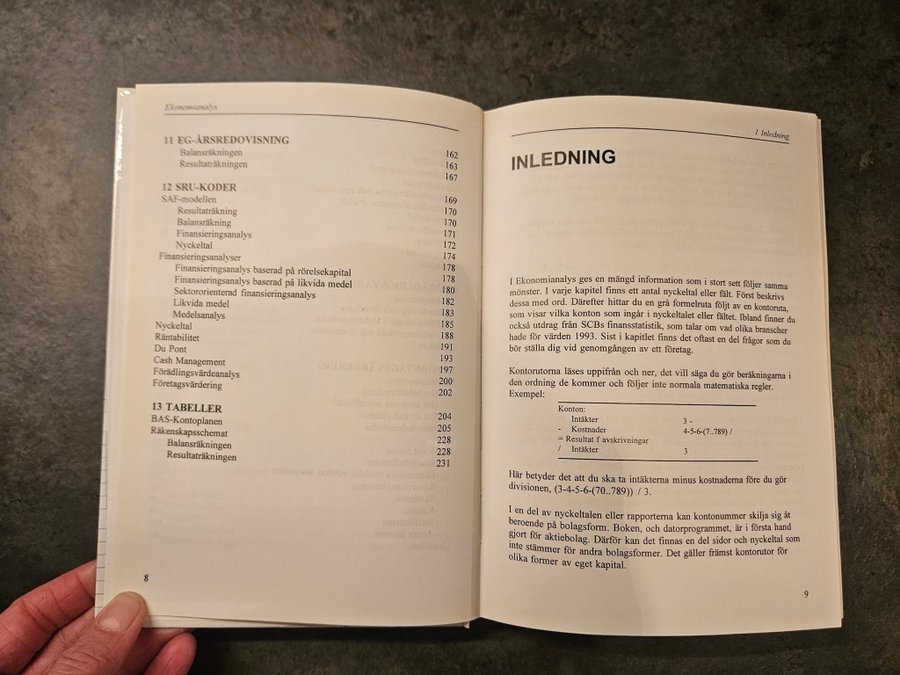 Ekonomianalys
11 EG-ÅRSREDOVISNING 162
Balansräkningen 163
Resultaträkningen 167
12 SRU-KODER 169
SAF-modellen 170
Resultaträkning 170
Balansräkning 171
Finansieringsanalys 172
Nyckeltal 174
Finansieringsanalyser 178
Finansieringsanalys baserad på rörelsekapital 178
Finansieringsanalys baserad på likvida medel 180
Sektororienterad finansieringsanalys 182
Likvida medel 183
Medelsanalys 185
Nyckeltal 188
Räntabilitet 191
Du Pont 193
Cash Management 197
Förädlingsvärdeanalys 200
Företagsvärdering 202
13 TABELLER 204
BAS-Kontoplanen 205
Räkenskapsschemat 228
Balansräkningen 228
Resultaträkningen 231
8
1 Inledning
INLEDNING
I Ekonomianalys ges en mängd information som i stort sett följer samma
mönster. I varje kapitel finns ett antal nyckeltal eller fält. Först beskrivs
dessa med ord. Därefter hittar du en grå formelruta följt av en kontoruta,
som visar vilka konton som ingår i nyckeltalet eller fältet. Ibland finner du
också utdrag från SCBs finansstatistik, som talar om vad olika branscher
hade för värden 1993. Sist i kapitlet finns det oftast en del frågor som du
bör ställa dig vid genomgången av ett företag.
Kontorutorna läses uppifrån och ner, det vill säga du gör beräkningarna i
den ordning de kommer och följer inte normala matematiska regler.
Exempel:
Konton:
Intäkter 3 -
- Kostnader 4-5-6-(7..789) /
= Resultat f avskrivningar
/ Intäkter 3
Här betyder det att du ska ta intäkterna minus kostnaderna före du gör
divisionen, (3-4-5-6-(70..789)) / 3.
I en del av nyckeltalen eller rapporterna kan kontonummer skilja sig åt
beroende på bolagsform. Boken, och datorprogrammet, är i första hand
gjort för aktiebolag. Därför kan det finnas en del sidor och nyckeltal som
inte stämmer för andra bolagsformer. Det gäller främst kontorutor för
olika former av eget kapital.
9